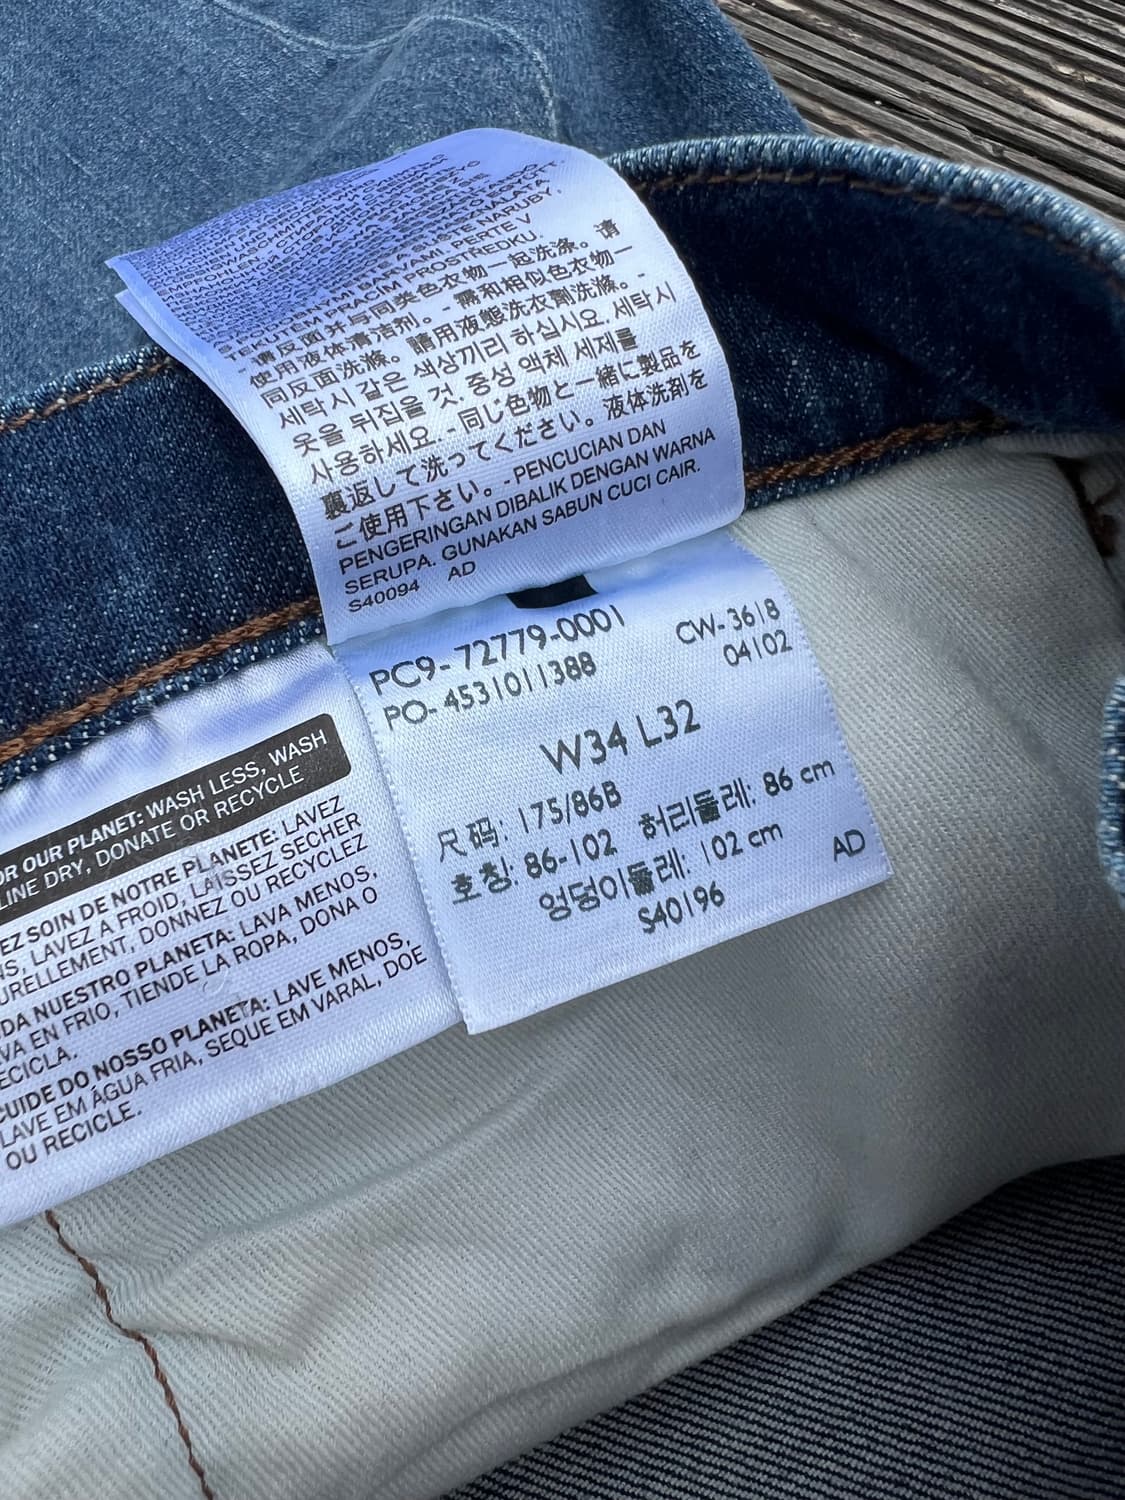 TEKUTÉM PRACÍM PROSTŘEDKU.
- 请反面并与同类色衣物一起洗涤。请
使用液体清洁剂。- 需和相似色衣物一
同反面洗滌。請用液態洗衣劑洗滌。-
세탁시 같은 색상끼리 하십시요. 세탁시
옷을 뒤집을 것. 중성 액체 세제를
사용하세요. - 同じ色物と一緒に製品を
裏返して洗ってください。液体洗剤を
ご使用下さい。- PENCUCIAN DAN
PENGERINGAN DIBALIK DENGAN WARNA
SERUPA. GUNAKAN SABUN CUCI CAIR.
S40094 AD
PC9-72779-0001
CW-3618
PO-4531011388
04102
W34 L32
尺码: 175/86B
호칭: 86-102 허리둘레: 86 cm
엉덩이둘레: 102 cm
AD
S40196
OR OUR PLANET: WASH LESS, WASH
LINE DRY, DONATE OR RECYCLE
EZ SOIN DE NOTRE PLANETE: LAVEZ
NS, LAVEZ A FROID, LAISSEZ SECHER
URELLEMENT, DONNEZ OU RECYCLEZ
DA NUESTRO PLANETA: LAVA MENOS,
VA EN FRIO, TIENDE LA ROPA, DONA O
ECICLA.
CUIDE DO NOSSO PLANETA: LAVE MENOS,
LAVE EM ÁGUA FRIA, SEQUE EM VARAL, DOE
OU RECICLE.